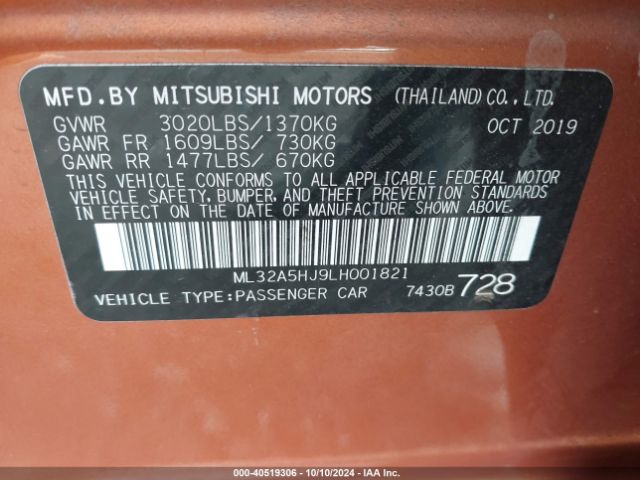 MFD.BY MITSUBISHI MOTORS (THAILAND)CO.,LTD.
GVWR 3020LBS/1370KG OCT 2019
GAWR FR 1609LBS/ 730KG
GAWR RR 1477LBS/ 670KG
THIS VEHICLE CONFORMS TO ALL APPLICABLE FEDERAL MOTOR
VEHICLE SAFETY, BUMPER, AND THEFT PREVENTION STANDARDS
IN EFFECT ON THE DATE OF MANUFACTURE SHOWN ABOVE.
ML32A5HJ9LH001821
VEHICLE TYPE:PASSENGER CAR 7430B 728
000-40519306 - 10/10/2024 - IAA Inc.